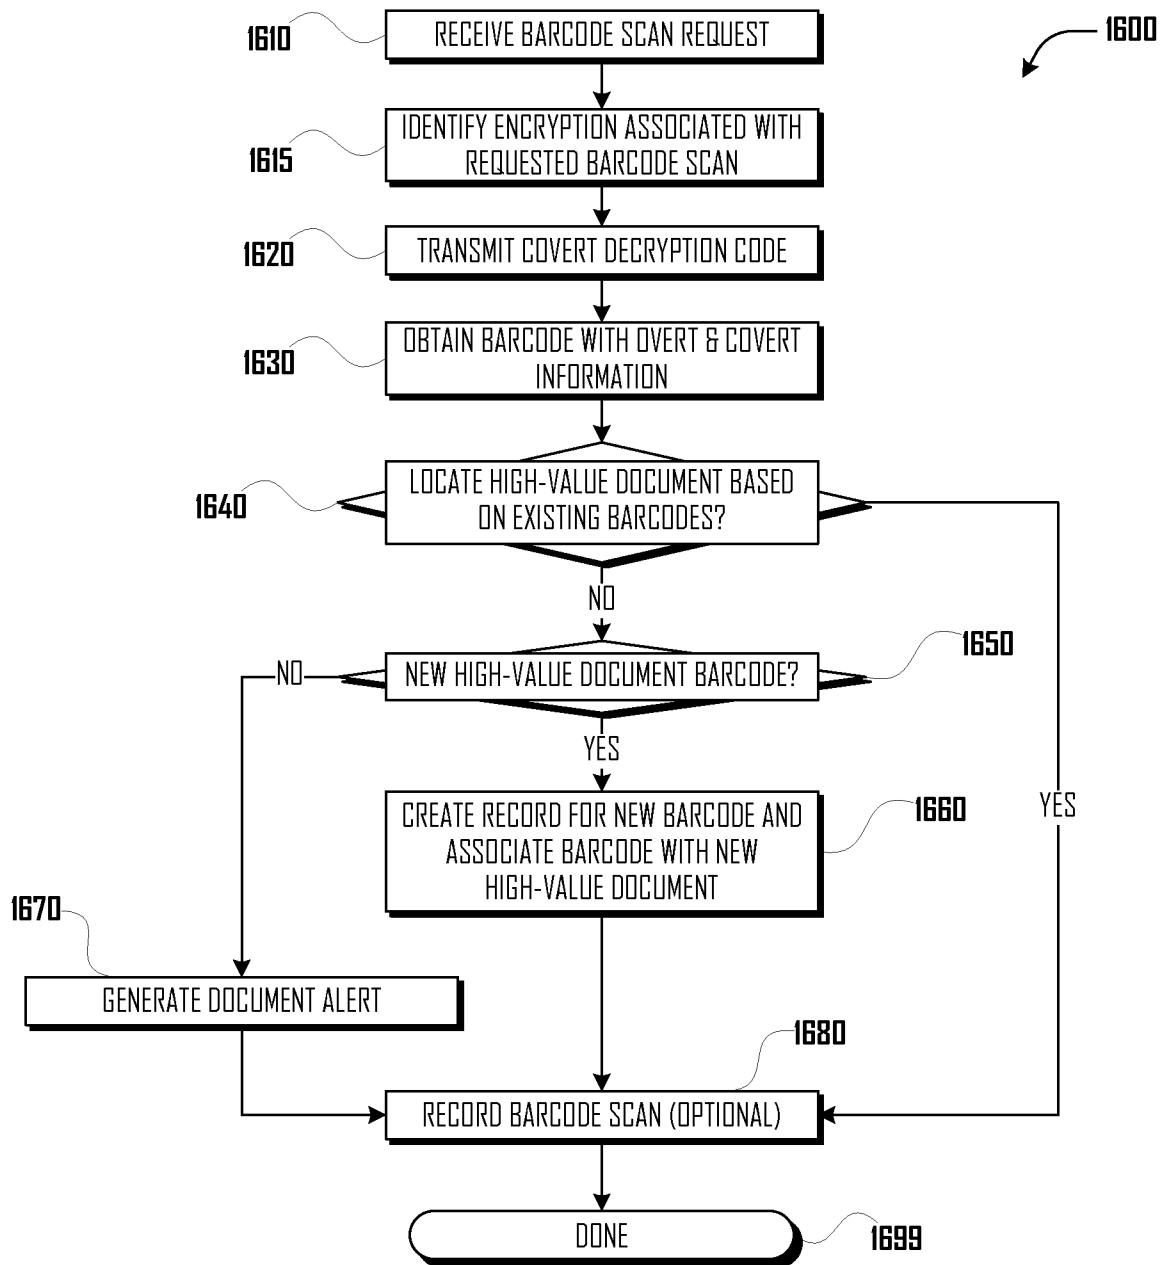 1600
1610
RECEIVE BARCODE SCAN REQUEST
1615
IDENTIFY ENCRYPTION ASSOCIATED WITH
REQUESTED BARCODE SCAN
1620
TRANSMIT COVERT DECRYPTION CODE
1630
OBTAIN BARCODE WITH OVERT & COVERT
INFORMATION
1640
LOCATE HIGH-VALUE DOCUMENT BASED
ON EXISTING BARCODES?
NO
1650
NO
NEW HIGH-VALUE DOCUMENT BARCODE?
YES
1660
CREATE RECORD FOR NEW BARCODE AND
ASSOCIATE BARCODE WITH NEW
HIGH-VALUE DOCUMENT
YES
1670
GENERATE DOCUMENT ALERT
1680
RECORD BARCODE SCAN (OPTIONAL)
DONE
1699